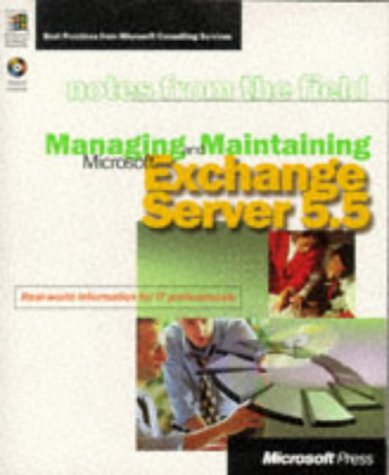 Best Practices from Microsoft Consulting Services
notes from the field
Managing and Maintaining
Microsoft
Exchange
Server 5.5
Real-world information for IT professionals
Microsoft Press